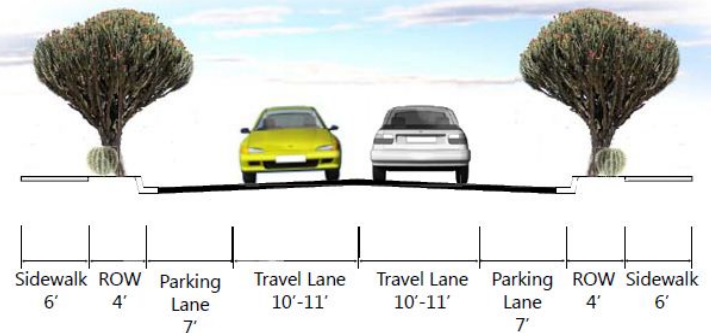 Sidewalk
6'
ROW
4'
Parking
Lane
7'
Travel Lane
10'-11'
Travel Lane
10'-11'
Parking
Lane
7'
ROW
4'
Sidewalk
6'